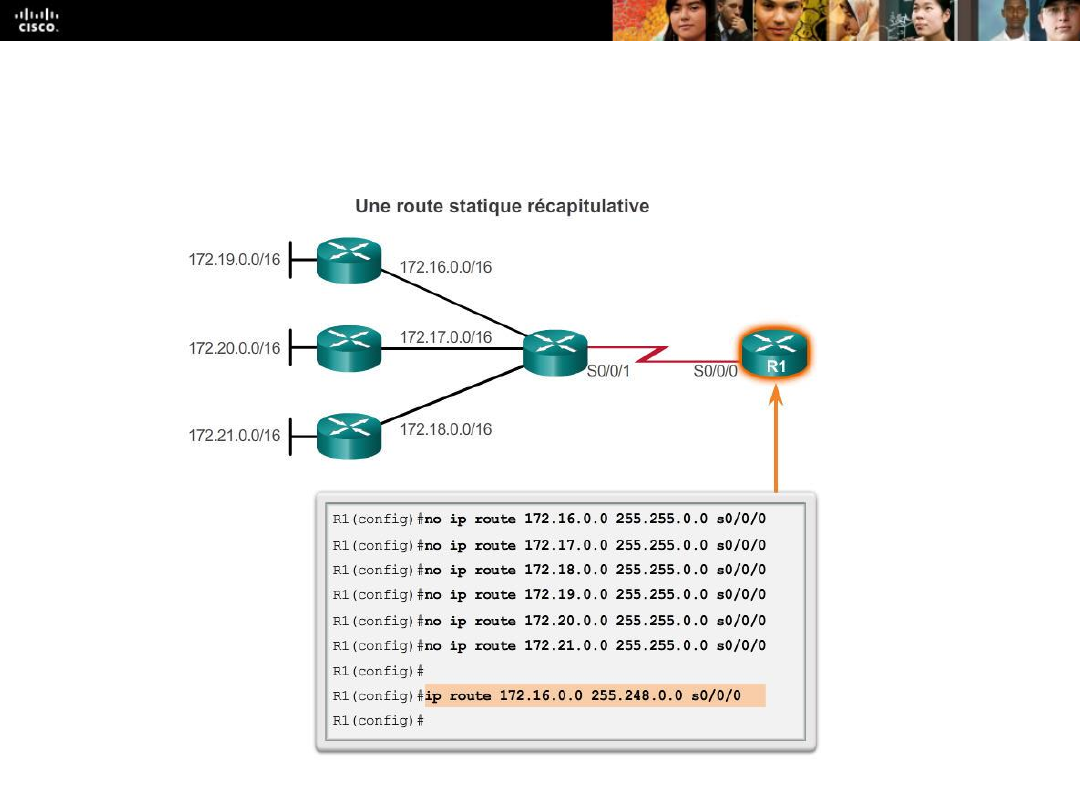 CISCO.
Une route statique récapitulative
172.19.0.0/16
172.16.0.0/16
172.20.0.0/16
172.17.0.0/16
S0/0/1
S0/0/0
R1
172.21.0.0/16
172.18.0.0/16
R1(config)#no ip route 172.16.0.0 255.255.0.0 s0/0/0
R1(config)#no ip route 172.17.0.0 255.255.0.0 s0/0/0
R1(config)#no ip route 172.18.0.0 255.255.0.0 s0/0/0
R1(config)#no ip route 172.19.0.0 255.255.0.0 s0/0/0
R1(config)#no ip route 172.20.0.0 255.255.0.0 s0/0/0
R1(config)#no ip route 172.21.0.0 255.255.0.0 s0/0/0
R1(config)#
R1(config)#ip route 172.16.0.0 255.248.0.0 s0/0/0
R1(config)#